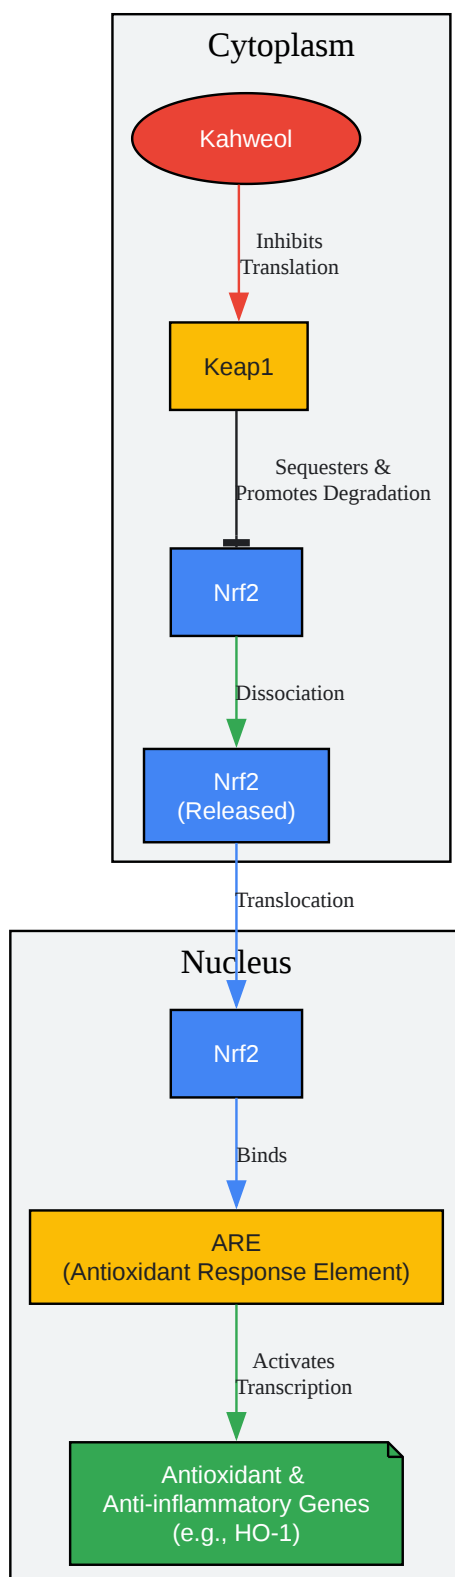 Cytoplasm
Kahweol
Inhibits
Translation
Keap1
Sequesters &
Promotes Degradation
Nrf2
Dissociation
Nrf2
(Released)
Translocation
Nucleus
Nrf2
Binds
ARE
(Antioxidant Response Element)
Activates
Transcription
Antioxidant &
Anti-inflammatory Genes
(e.g., HO-1)